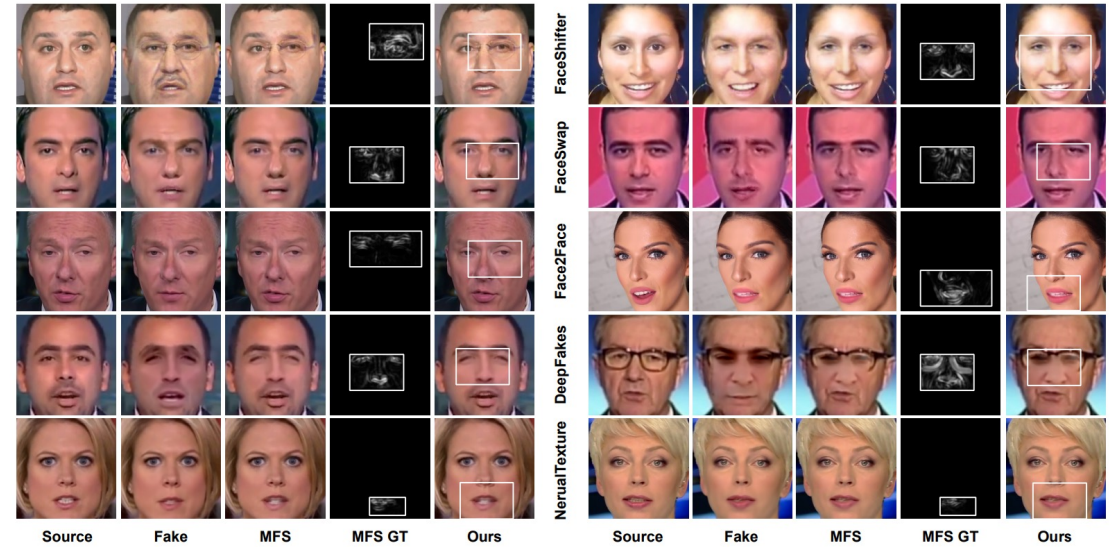 FaceShifter
FaceSwap
Face2Face
DeepFakes
NerualTexture
Source Fake MFS MFS GT Ours Source Fake MFS MFS GT Ours